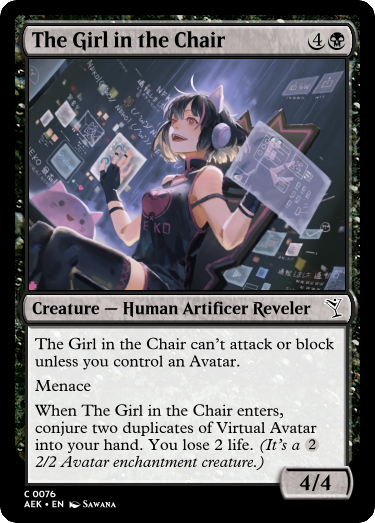 The Girl in the Chair 4
NEKO
EKO
Creature — Human Artificer Reveler
The Girl in the Chair can't attack or block
unless you control an Avatar.
Menace
When The Girl in the Chair enters,
conjure two duplicates of Virtual Avatar
into your hand. You lose 2 life. (It's a 2
2/2 Avatar enchantment creature.)
4/4
C 0076
AEK • EN Sawana